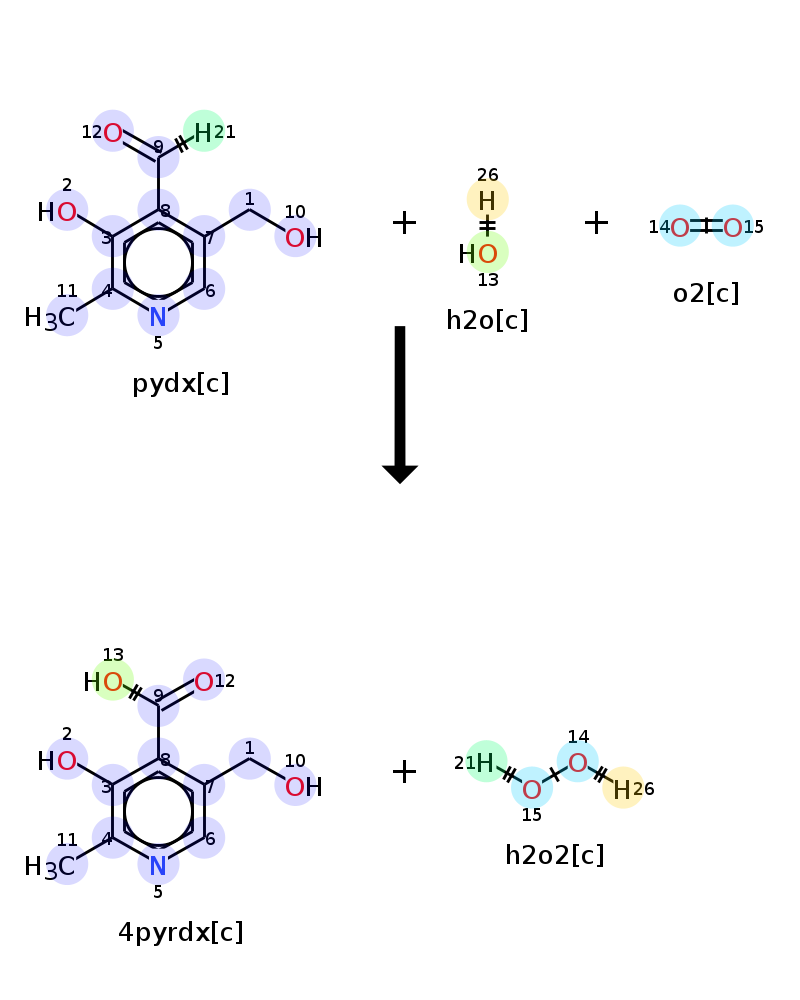 12 O 9 H 21
2 8 1
HO 3 7 10
OH
11 4 6
H3C N
5
pydx[c]
+
26
H
HO
13
h2o[c]
+
14 O O 15
o2[c]
13
HO 9 O 12
2 8 1
HO 3 7 10
OH
11 4 6
H3C N
5
4pyrdx[c]
+
21 H 14
O
O H 26
15
h2o2[c]